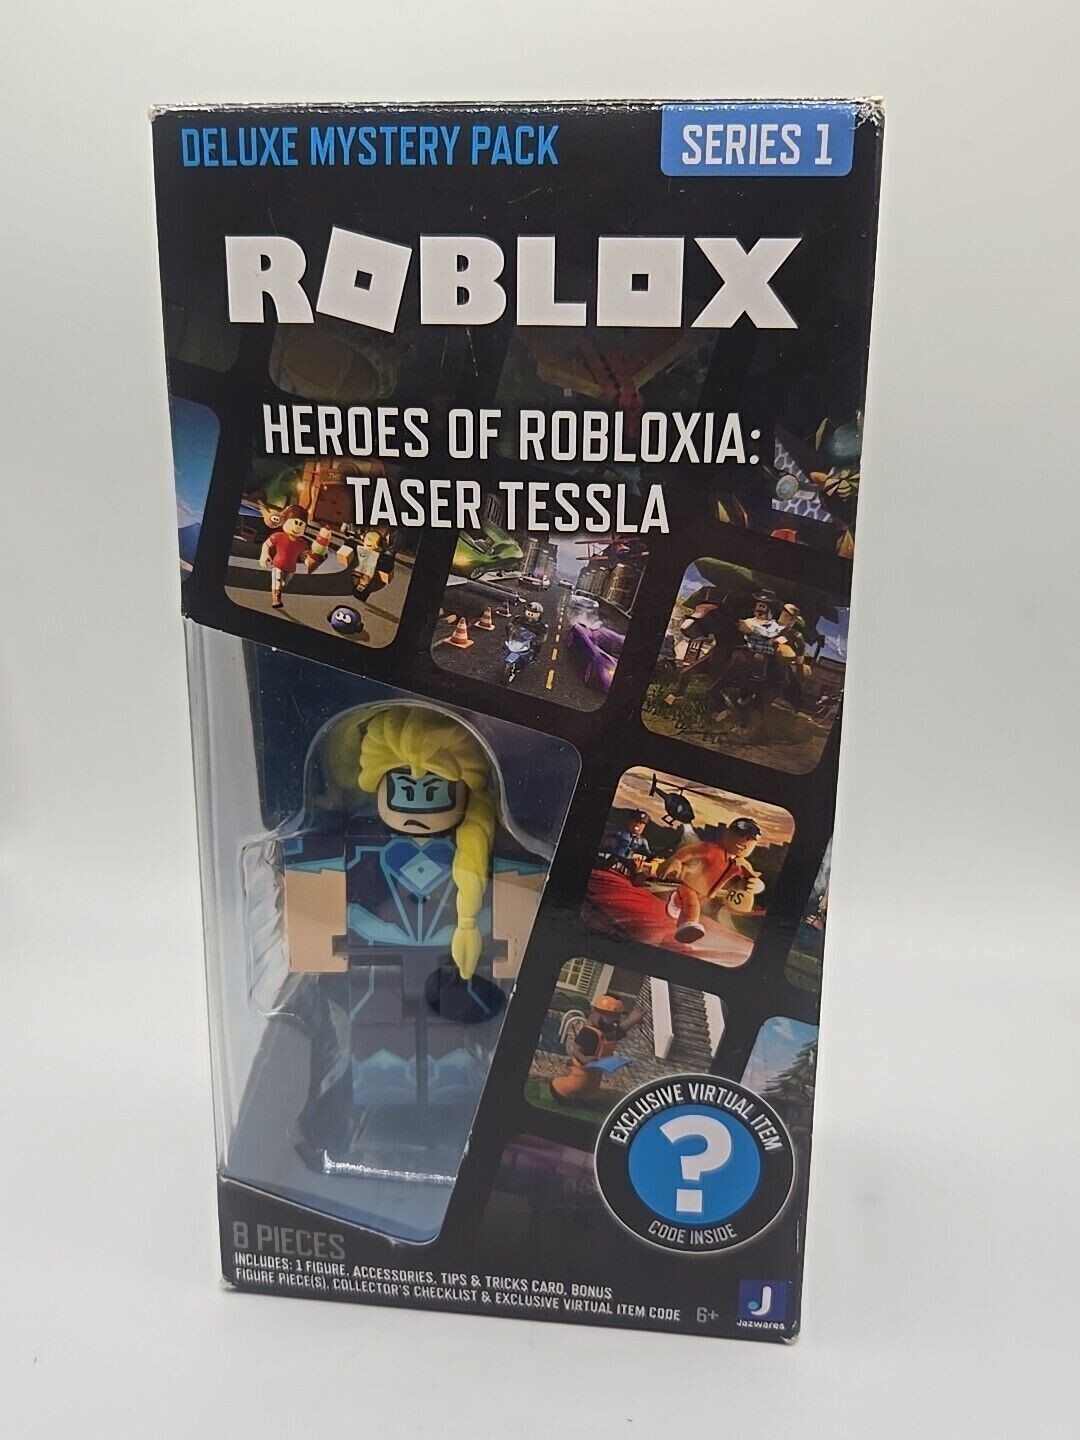 DELUXE MYSTERY PACK
SERIES 1
ROBLOX
HEROES OF ROBLOXIA:
TASER TESSLA
RS
EXCLUSIVE VIRTUAL ITEM
?
CODE INSIDE
8 PIECES
INCLUDES: 1 FIGURE, ACCESSORIES, TIPS & TRICKS CARD, BONUS
FIGURE PIECE(S), COLLECTOR'S CHECKLIST & EXCLUSIVE VIRTUAL ITEM CODE
6+
J
Jazwares